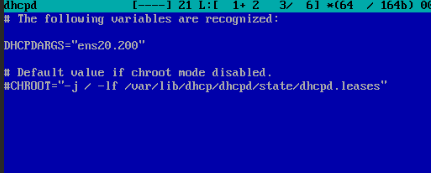 dhcpd [----] 21 L:[ 1+ 2 3/ 6] *(64 / 164b) 00
# The following variables are recognized:
DHCPDARGS="ens20.200"
# Default value if chroot mode disabled.
#CHROOT="-j / -lf /var/lib/dhcp/dhcpd/state/dhcpd.leases"